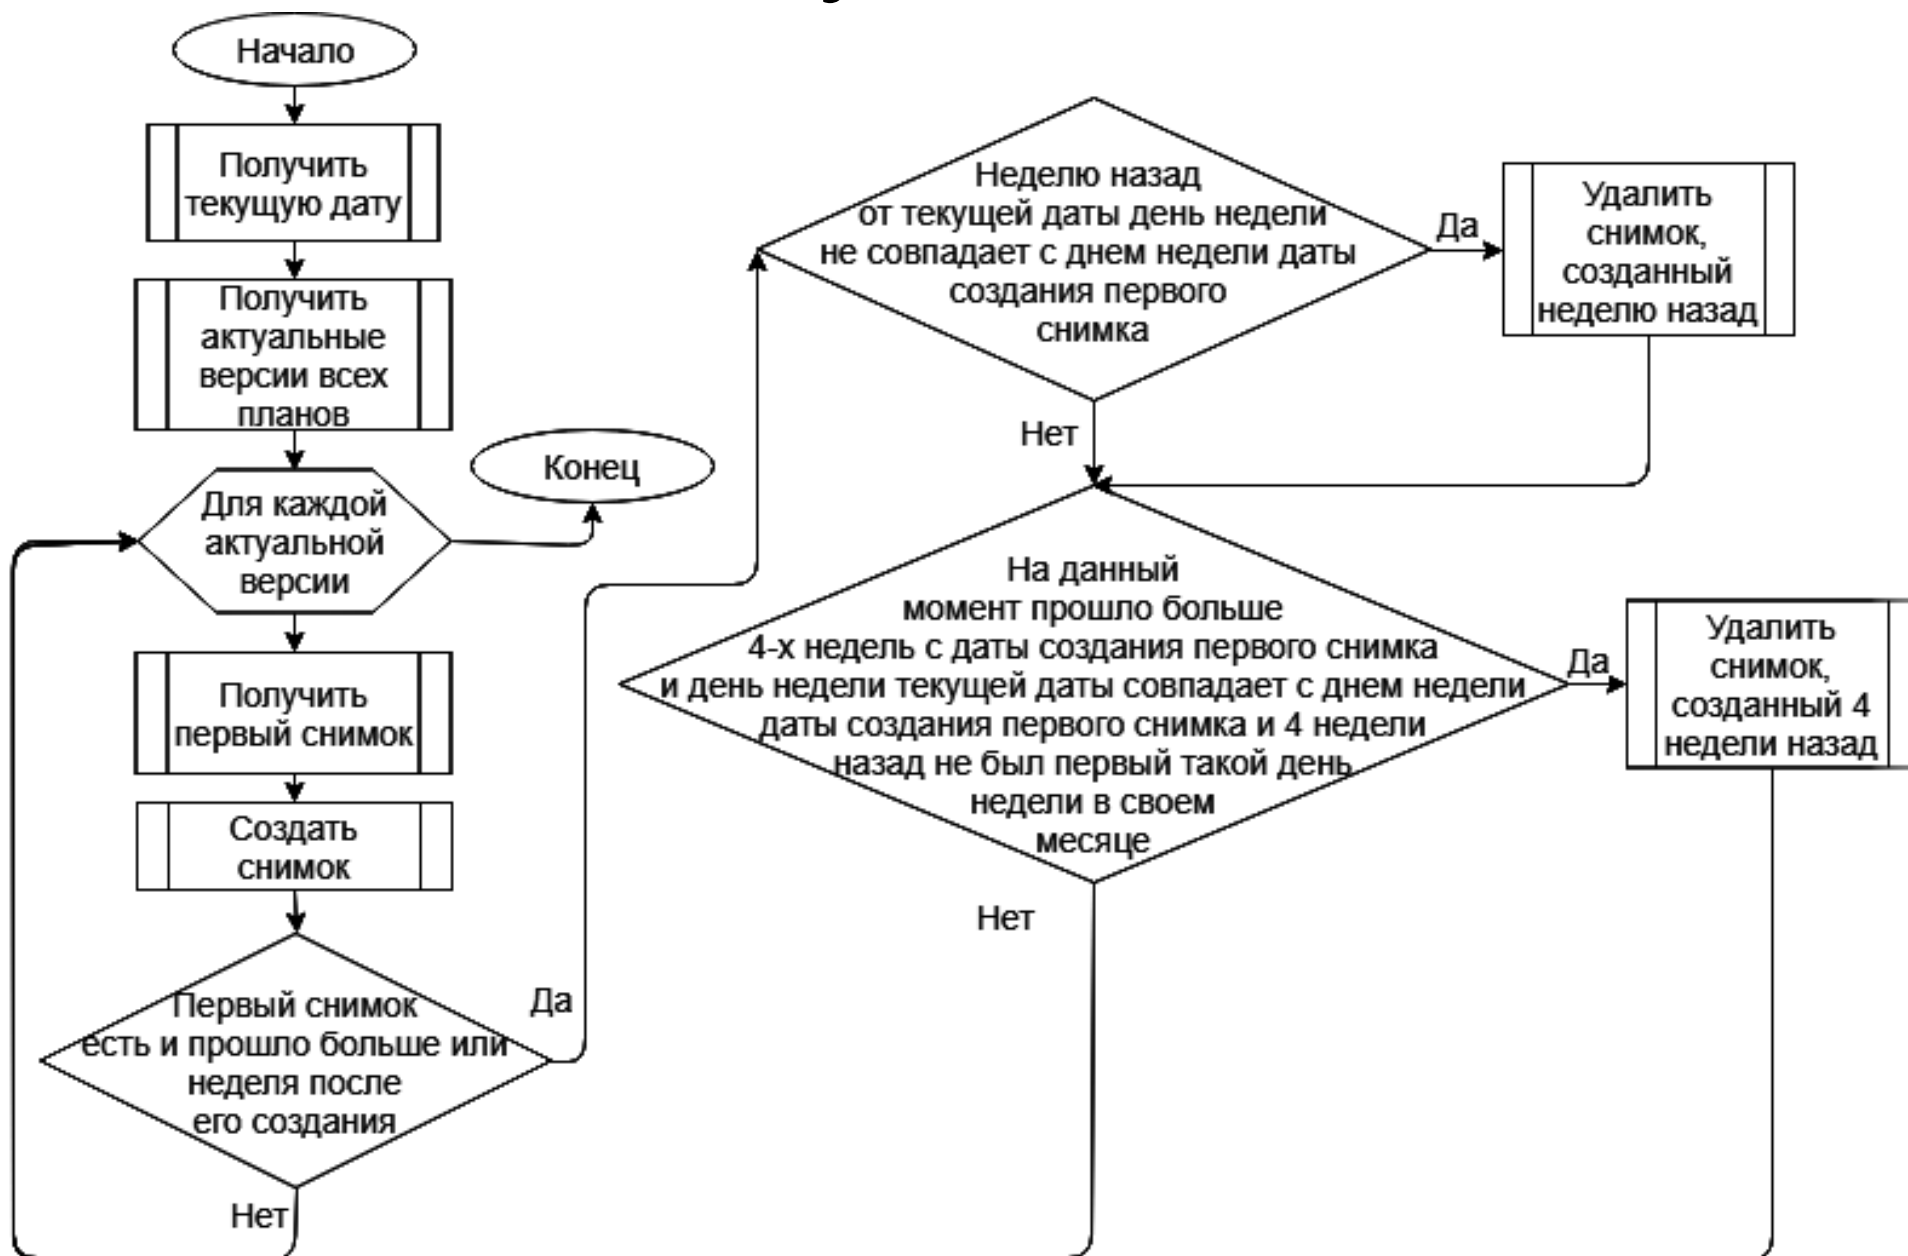 Начало
Получить
текущую дату
Получить
актуальные
версии всех
планов
Для каждой
актуальной
версии
Конец
Получить
первый снимок
Создать
снимок
Первый снимок
есть и прошло больше или
неделя после
его создания
Да
Нет
Неделю назад
от текущей даты день недели
не совпадает с днем недели даты
создания первого
снимка
Да
Нет
Удалить
снимок,
созданный
неделю назад
На данный
момент прошло больше
4-х недель с даты создания первого снимка
и день недели текущей даты совпадает с днем недели
даты создания первого снимка и 4 недели
назад не был первый такой день
недели в своем
месяце
Да
Нет
Удалить
снимок,
созданный 4
недели назад